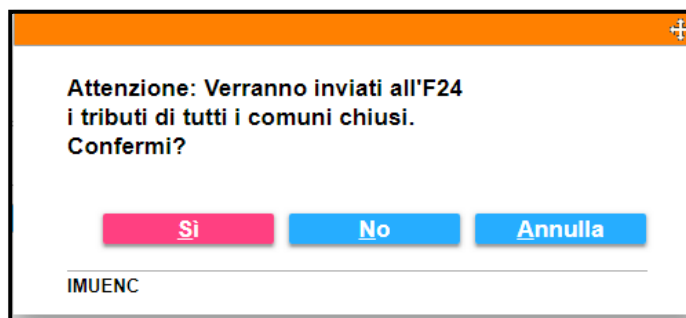 Attenzione: Verranno inviati all'F24
i tributi di tutti i comuni chiusi.
Confermi?
Sì No Annulla
IMUENC